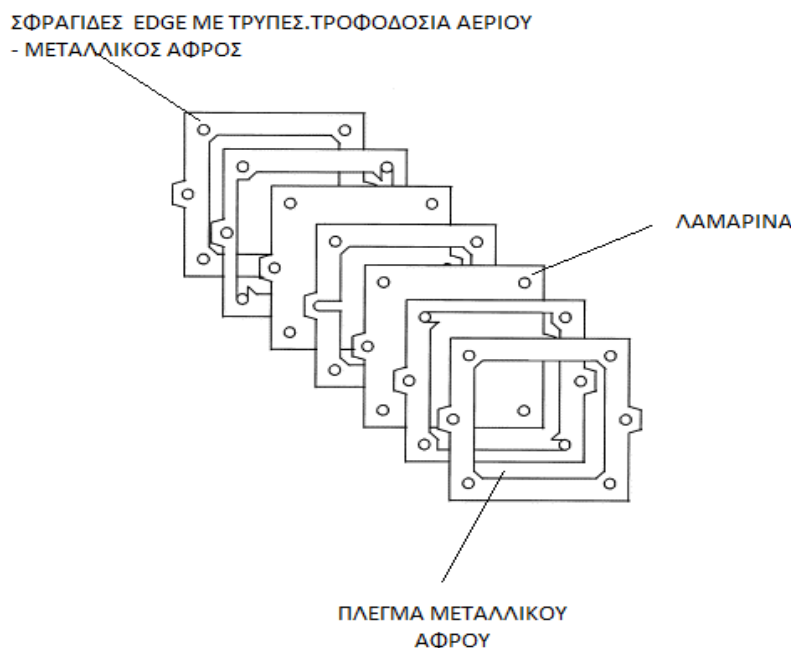 ΣΦΡΑΓΙΔΕΣ EDGE ΜΕ ΤΡΥΠΕΣ.ΤΡΟΦΟΔΟΣΙΑ ΑΕΡΙΟΥ
- ΜΕΤΑΛΛΙΚΟΣ ΑΦΡΟΣ
ΛΑΜΑΡΙΝΑ
ΠΛΕΓΜΑ ΜΕΤΑΛΛΙΚΟΥ
ΑΦΡΟΥ